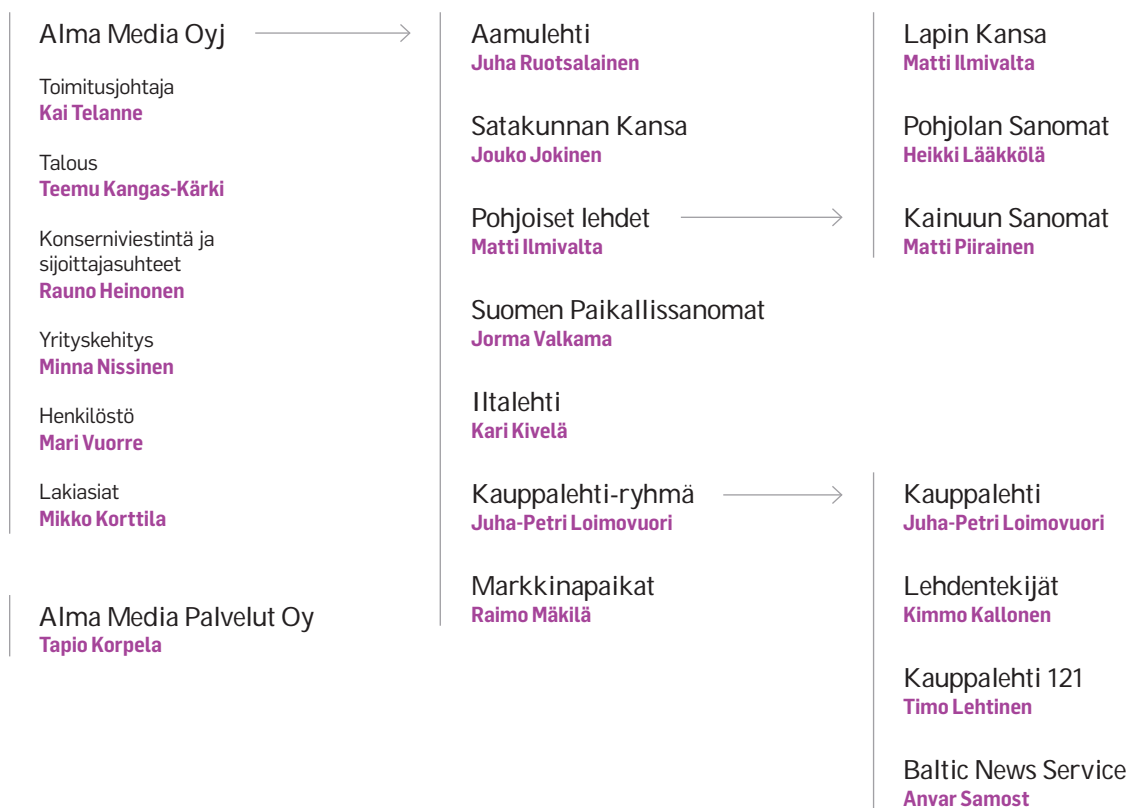 Alma Media Oyj
Toimitusjohtaja
Kai Telanne
Talous
Teemu Kangas-Kärki
Konserniviestintä ja
sijoittajasuhteet
Rauno Heinonen
Yrityskehitys
Minna Nissinen
Henkilöstö
Mari Vuorre
Lakiasiat
Mikko Korttila
Alma Media Palvelut Oy
Tapio Korpela
Aamulehti
Juha Ruotsalainen
Satakunnan Kansa
Jouko Jokinen
Pohjoiset lehdet
Matti Ilmivalta
Suomen Paikallissanomat
Jorma Valkama
Iltalehti
Kari Kivelä
Kauppalehti-ryhmä
Juha-Petri Loimovuori
Markkinapaikat
Raimo Mäkilä
Lapin Kansa
Matti Ilmivalta
Pohjolan Sanomat
Heikki Lääkkölä
Kainuun Sanomat
Matti Piirainen
Kauppalehti
Juha-Petri Loimovuori
Lehdentekijät
Kimmo Kallonen
Kauppalehti 121
Timo Lehtinen
Baltic News Service
Anvar Samost